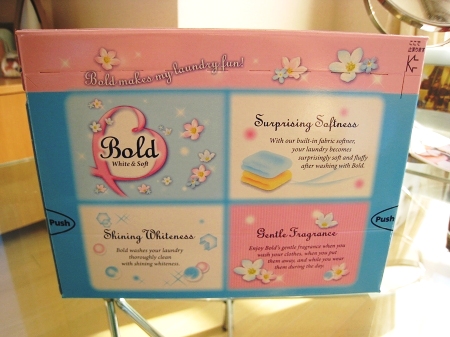 Bold makes my laundry fun!
Bold
White & Soft
Surprising Softness
With our built-in fabric softner,
your laundry becomes
surprisingly soft and fluffy
after washing with Bold.
Push
Push
Shining Whiteness
Bold washes your laundry
thoroughly clean
with shining whiteness.
Gentle Fragrance
Enjoy Bold's gentle fragrance when you
wash your clothes, when you put
them away, and while you wear
them during the day.